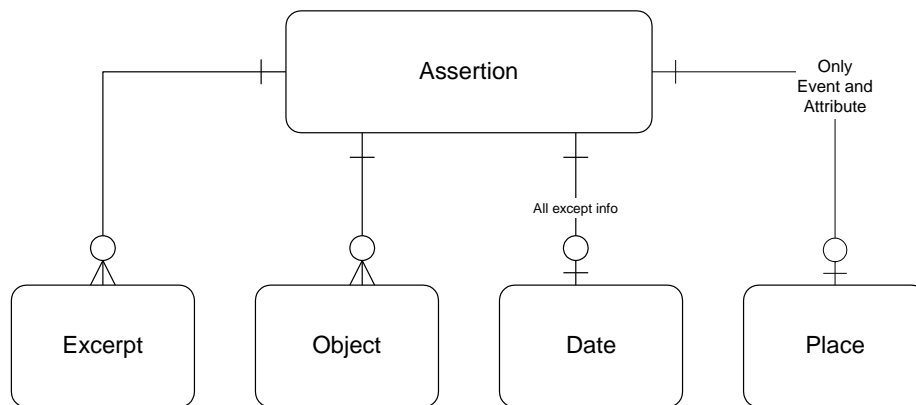 Assertion
Only
Event and
Attribute
All except info
Excerpt
Object
Date
Place